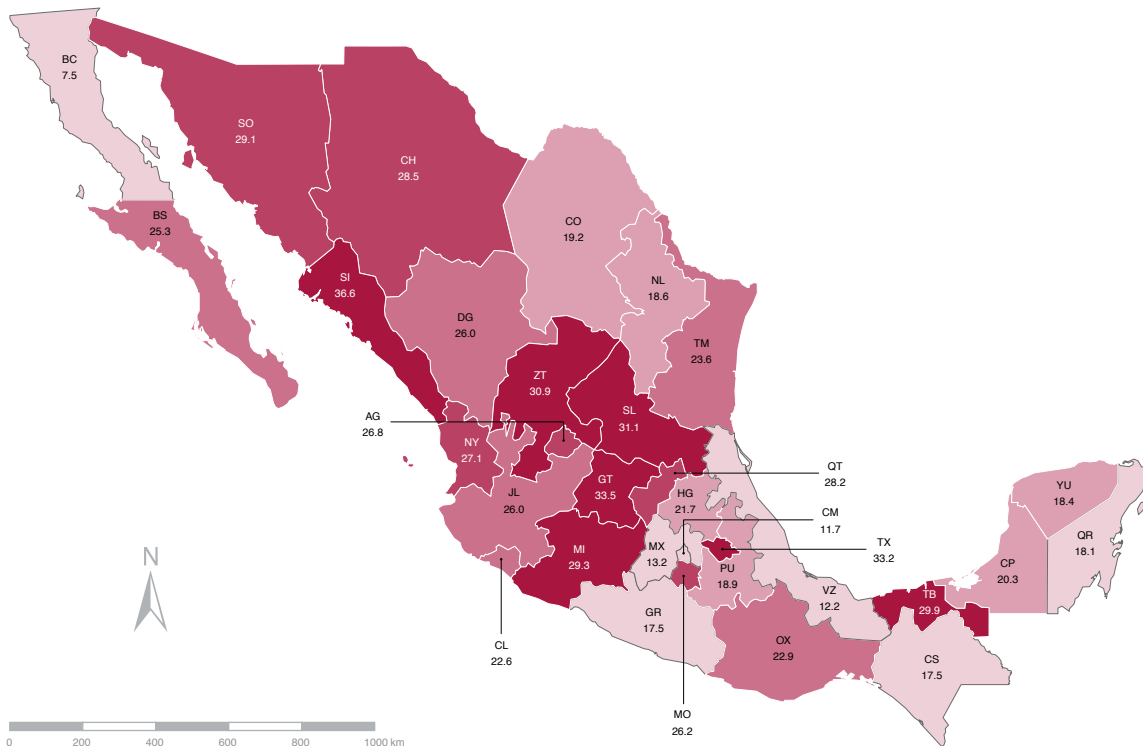 BC
7.5
SO
29.1
CH
28.5
BS
25.3
CO
19.2
SI
36.6
NL
18.6
DG
26.0
TM
23.6
ZT
30.9
AG
26.8
SL
31.1
NY
27.1
QT
28.2
GT
33.5
JL
26.0
HG
21.7
YU
18.4
CM
11.7
QR
18.1
TX
33.2
MX
13.2
MI
29.3
PU
18.9
CP
20.3
VZ
12.2
TB
29.9
GR
17.5
OX
22.9
CS
17.5
CL
22.6
MO
26.2
N
0 200 400 600 800 1000 km